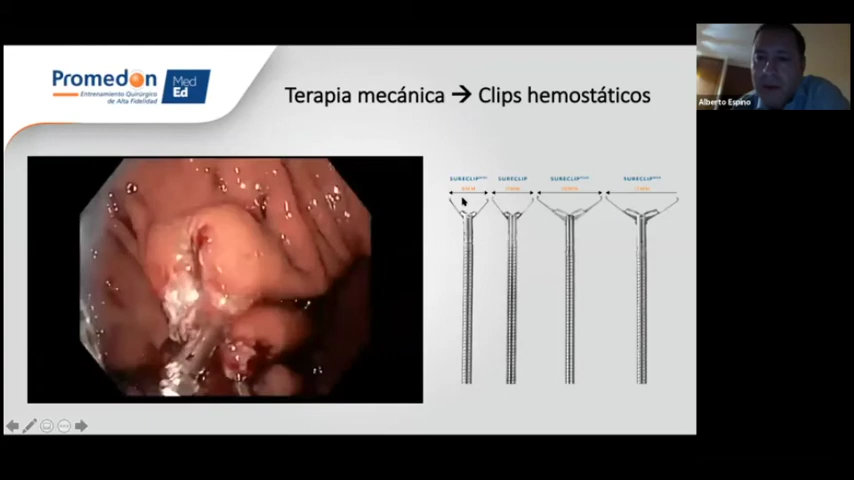 Promedon
Entrenamiento Quirúrgico
de Alta Fidelidad
Med
Ed
Terapia mecánica → Clips hemostáticos
Alberto Espino
SURECLIP
SURECLIP
SURECLIP
SURECLIP